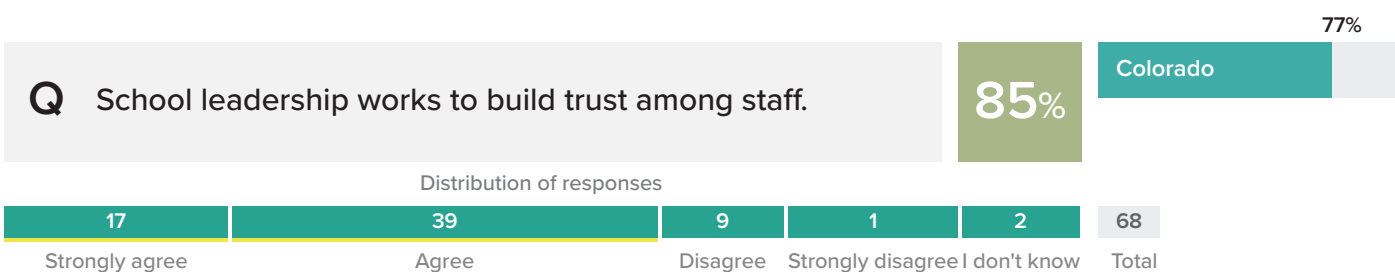 77%
Q School leadership works to build trust among staff.
85%
Colorado
Distribution of responses
17 39 9 1 2 68
Strongly agree Agree Disagree Strongly disagree I don't know Total